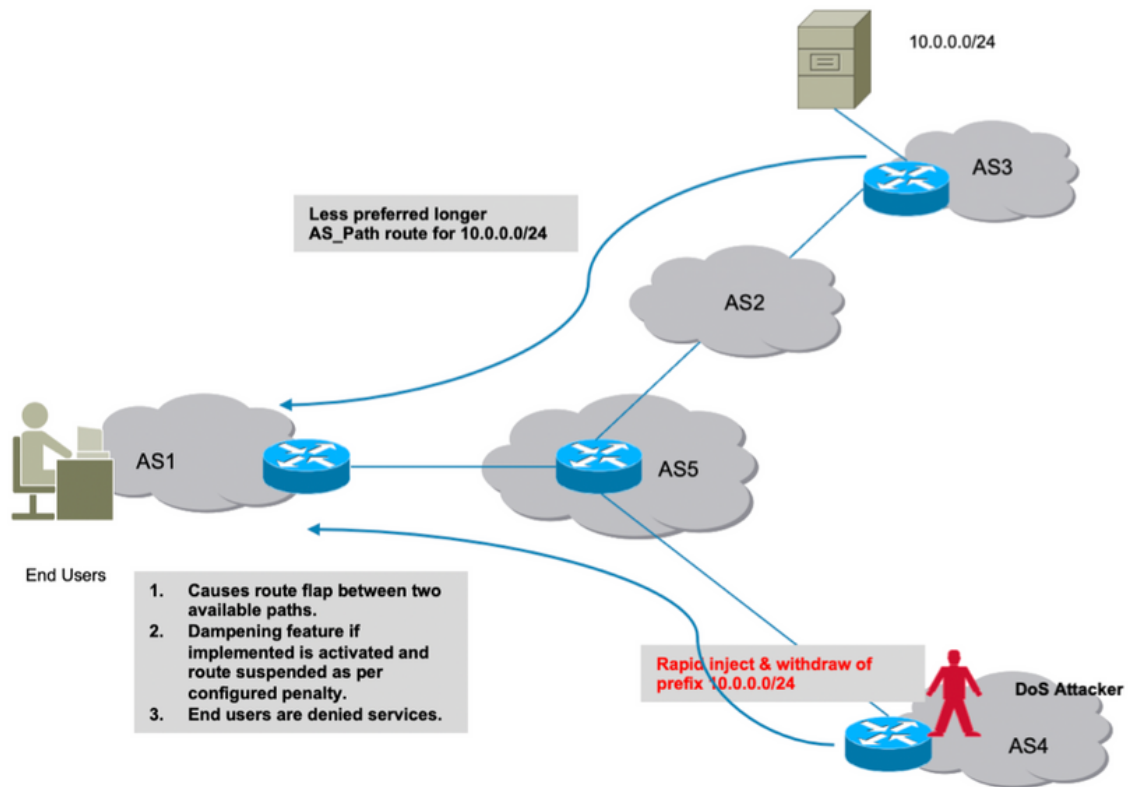 10.0.0.0/24
AS3
Less preferred longer
AS_Path route for 10.0.0.0/24
AS2
AS1
AS5
End Users
1. Causes route flap between two
available paths.
2. Dampening feature if
implemented is activated and
route suspended as per
configured penalty.
3. End users are denied services.
Rapid inject & withdraw of
prefix 10.0.0.0/24
DoS Attacker
AS4